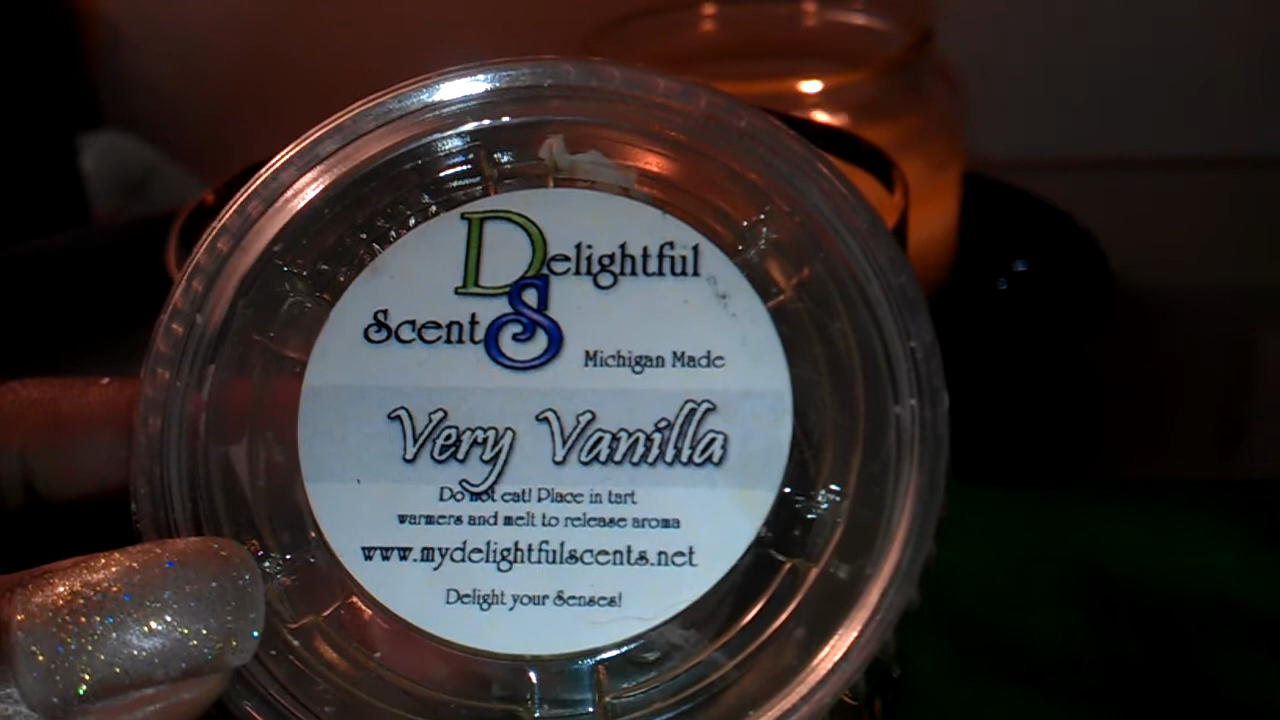 Delightful
Scents
Michigan Made
Very Vanilla
Do not eat! Place in tart
warmers and melt to release aroma
www.mydelightfulscents.net
Delight your Senses!